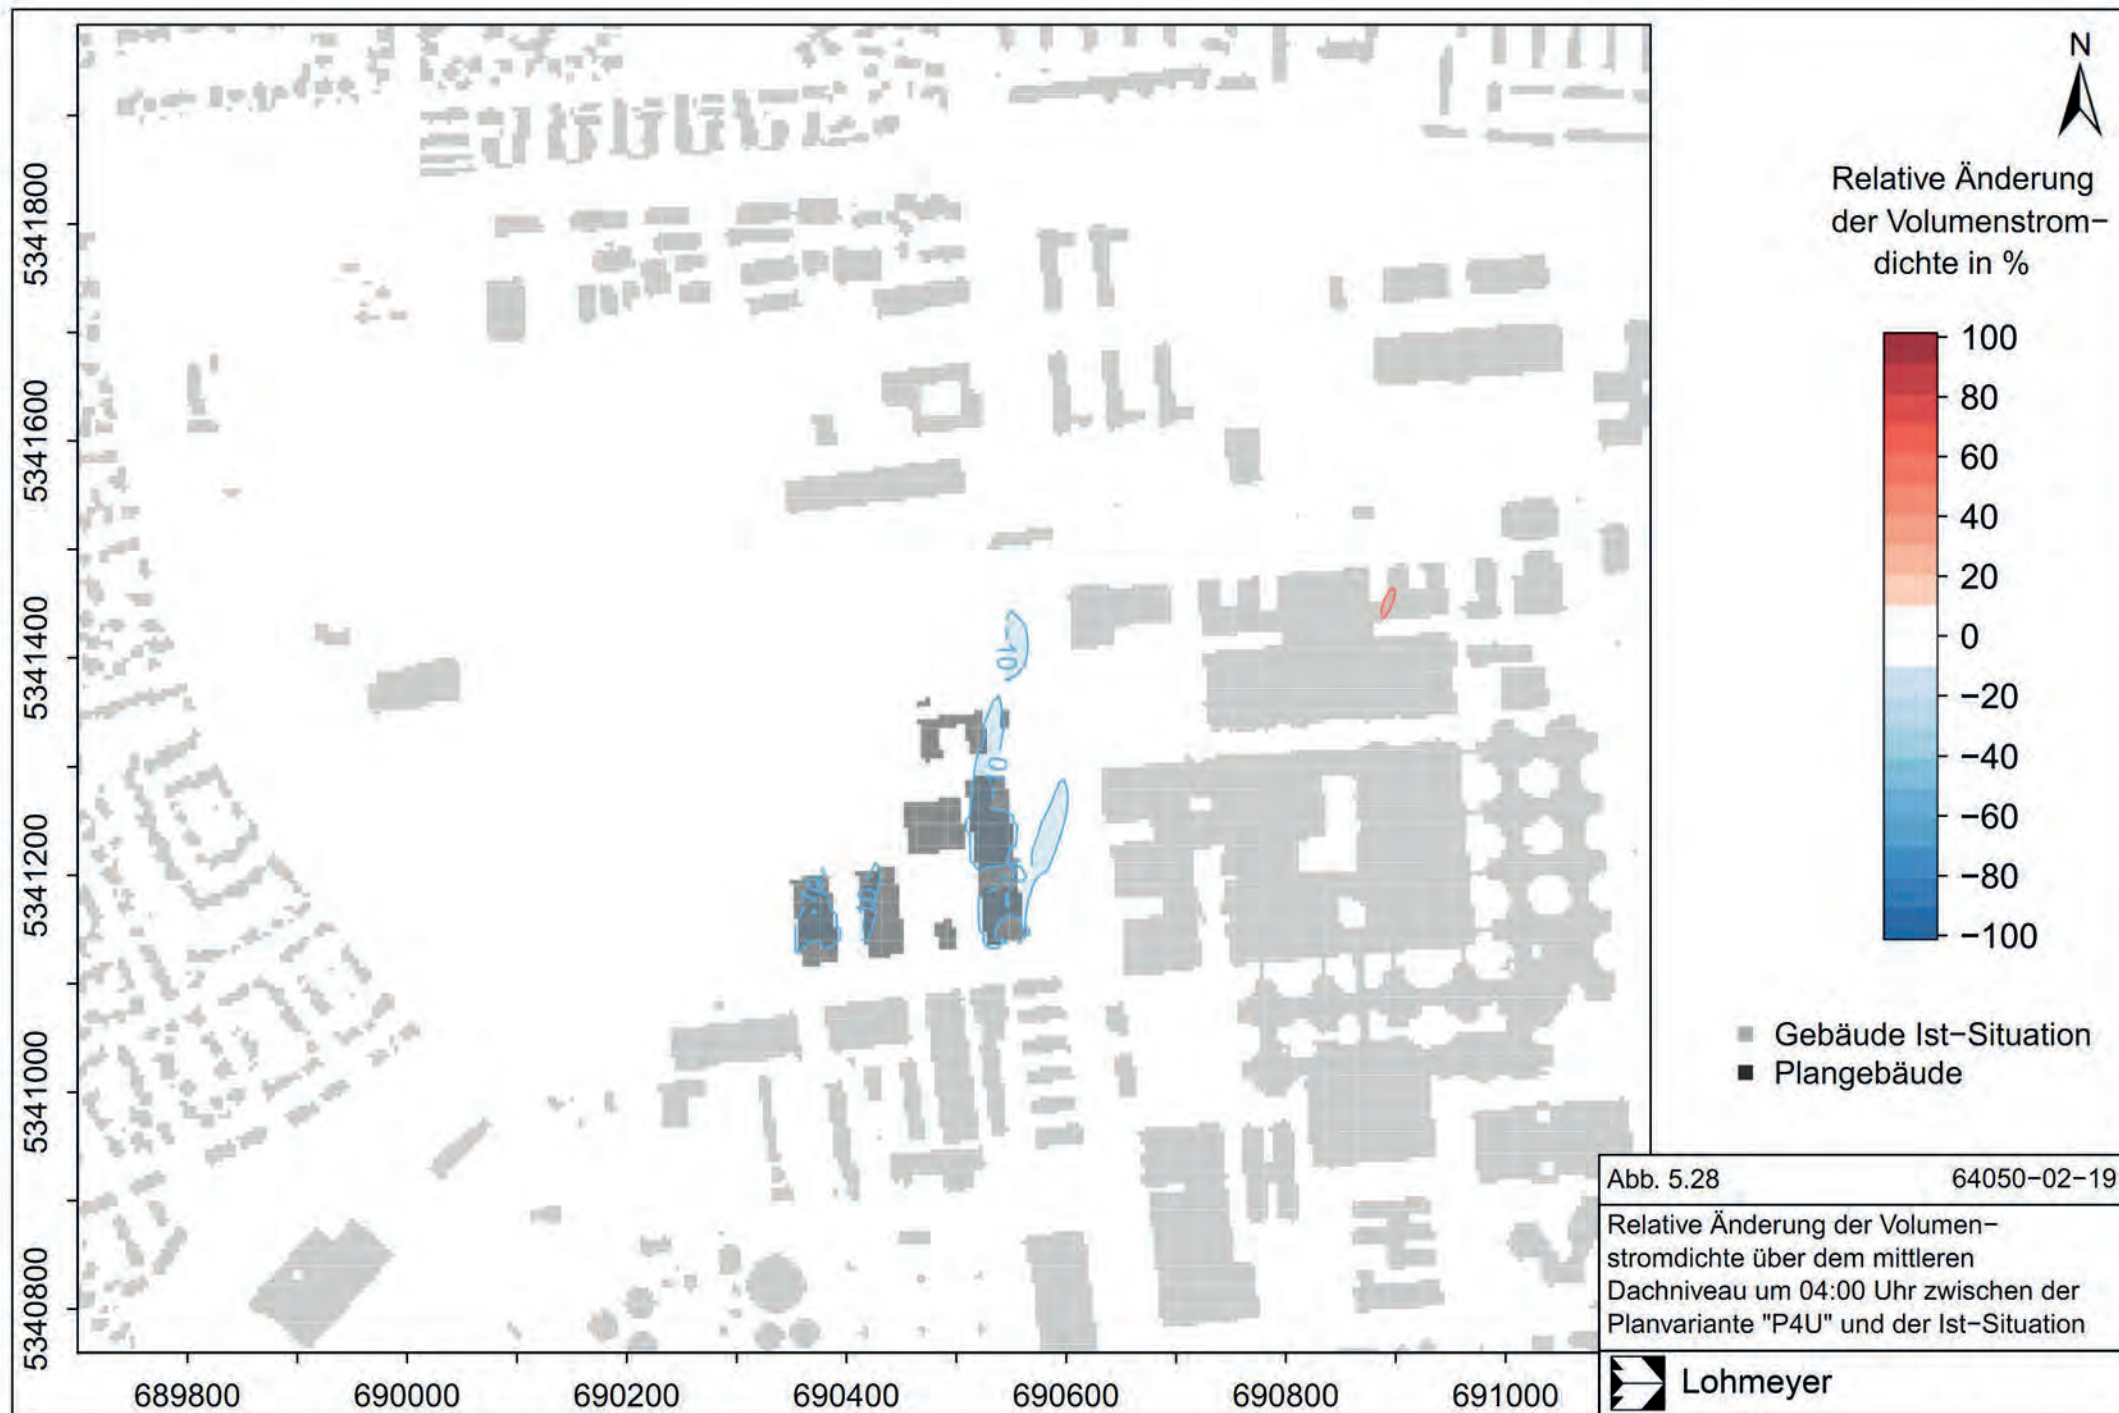 N
Relative Änderung
der Volumenstrom−
dichte in %
100
80
60
40
20
0
−20
−40
−60
−80
−100
Gebäude Ist−Situation
Plangebäude
5341800
5341600
5341400
5341200
5341000
5340800
689800 690000 690200 690400 690600 690800 691000
−10
Abb. 5.28 64050−02−19
Relative Änderung der Volumen−
stromdichte über dem mittleren
Dachniveau um 04:00 Uhr zwischen der
Planvariante "P4U" und der Ist−Situation
Lohmeyer